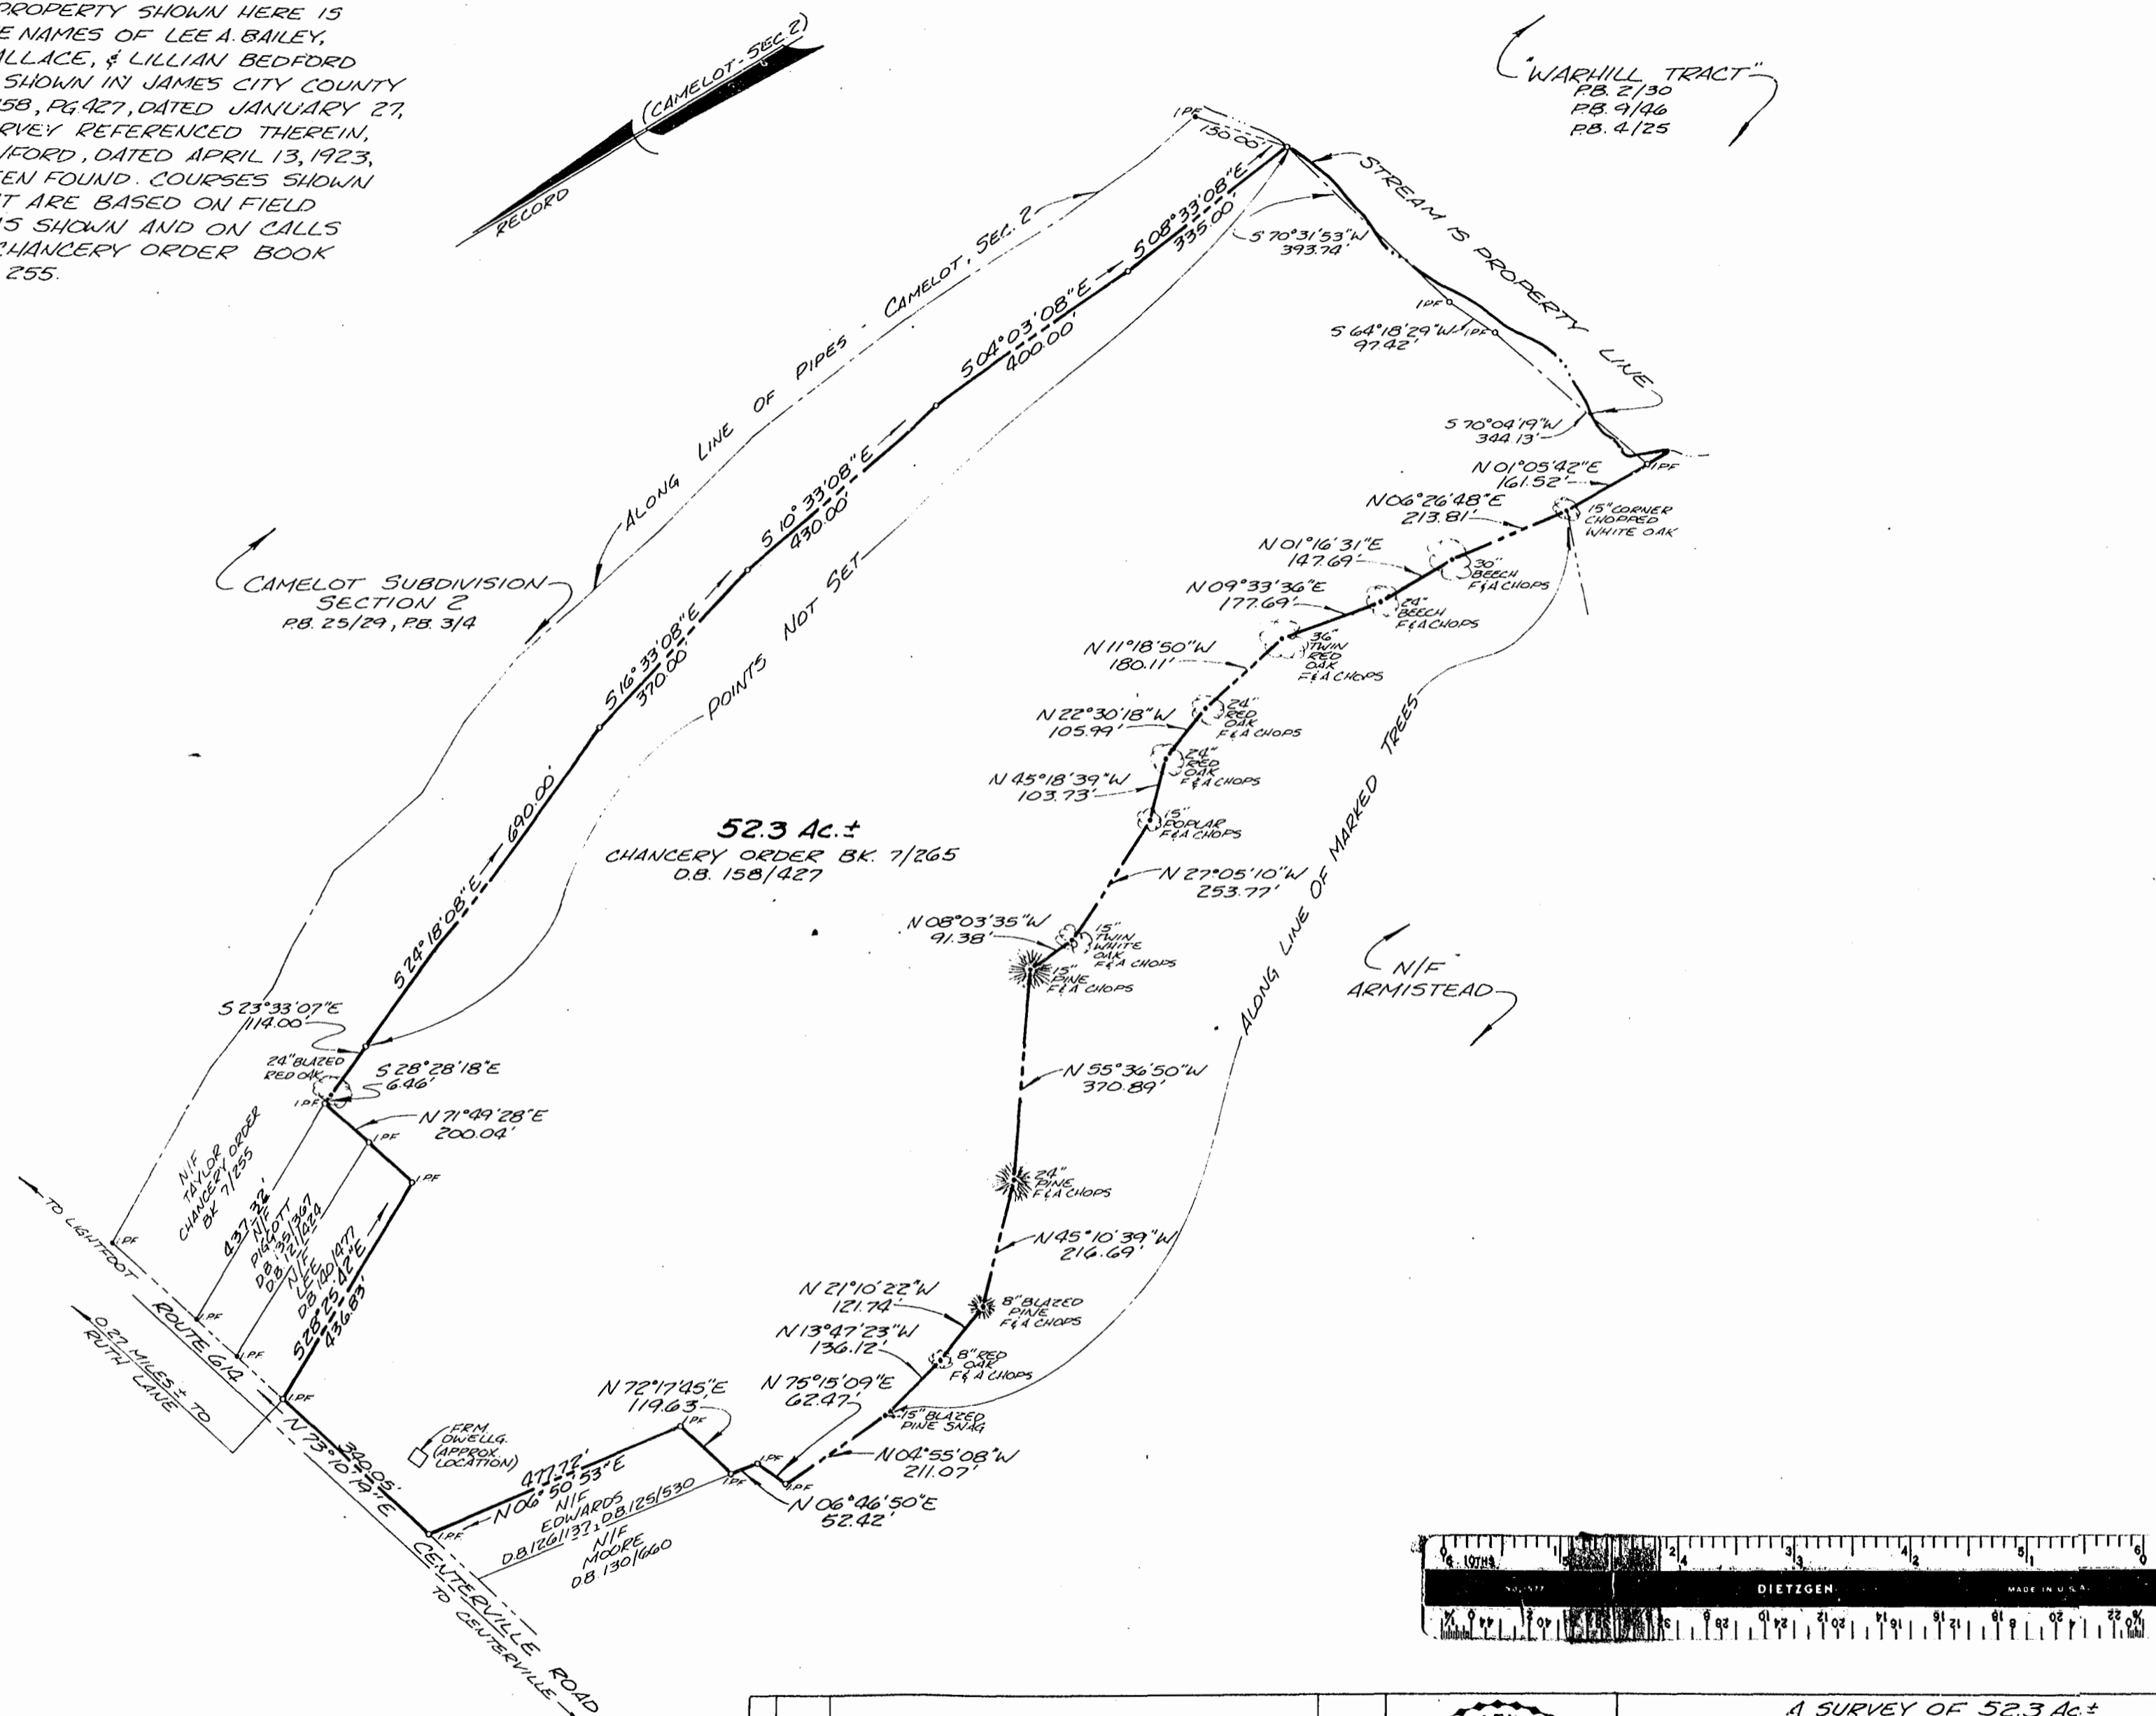 PROPERTY SHOWN HERE IS
E NAMES OF LEE A. BAILEY,
LLACE, & LILLIAN BEDFORD
SHOWN IN JAMES CITY COUNTY
158, PG.427, DATED JANUARY 27,
RVEY REFERENCED THEREIN,
FORD, DATED APRIL 13, 1923,
EN FOUND. COURSES SHOWN
T ARE BASED ON FIELD
AS SHOWN AND ON CALLS
CHANCERY ORDER BOOK
255.
(CAMELOT-SEC.2)
RECORD
"WARHILL TRACT"
P.B. 2/30
P.B. 9/46
P.B. 4/25
I.P.F
150.00'
STREAM IS PROPERTY LINE
S 08°33'08"E
335.00'
S 70°31'53"W
393.74'
I.P.F
S 64°18'29"W
97.42'
I.P.F
S 04°03'08"E
400.00'
ALONG LINE OF PIPES - CAMELOT, SEC. 2
S 70°04'19"W
344.13'
I.P.F
N 01°05'42"E
161.52'
15" CORNER
CHOPPED
WHITE OAK
N 06°26'48"E
213.81'
S 10°33'08"E
430.00'
N 01°16'31"E
147.69'
30"
BEECH
F&A CHOPS
N 09°33'36"E
177.69'
24"
BEECH
F&A CHOPS
CAMELOT SUBDIVISION
SECTION 2
P.B. 25/29, P.B. 3/4
POINTS NOT SET
S 16°33'08"E
370.00'
N 11°18'50"W
180.11'
36"
TWIN
RED
OAK
F&A CHOPS
N 22°30'18"W
105.99'
24"
RED
OAK
F&A CHOPS
N 45°18'39"W
103.73'
24"
RED
OAK
F&A CHOPS
15"
POPLAR
F&A CHOPS
52.3 AC.±
CHANCERY ORDER BK. 7/265
D.B. 158/427
S 24°18'08"E 690.00'
N 27°05'10"W
253.77'
N 08°03'35"W
91.38'
15"
TWIN
WHITE
OAK
F&A CHOPS
15"
PINE
F&A CHOPS
ALONG LINE OF MARKED TREES
N/F
ARMISTEAD
S 23°33'07"E
114.00'
24" BLAZED
RED OAK
S 28°28'18"E
6.46'
I.P.F
N 71°49'28"E
200.04'
I.P.F
I.P.F
N 55°36'50"W
370.89'
24"
PINE
F&A CHOPS
N 45°10'39"W
216.69'
N/F
TAYLOR
CHANCERY ORDER
BK 7/255
437.32'
N/F
PIGGOTT
D.B. 135/367
D.B. 121/424
N/F
LEE
D.B. 140/477
S 28°25'42"E
436.83'
TO LIGHTFOOT
I.P.F
I.P.F
I.P.F
I.P.F
ROUTE 614
0.27 MILES± TO
RUTH LANE
N 21°10'22"W
121.74'
8" BLAZED
PINE
F&A CHOPS
N 13°47'23"W
136.12'
8" RED
OAK
F&A CHOPS
N 72°17'45"E
119.63'
N 75°15'09"E
62.47'
15" BLAZED
PINE SNAG
FRM.
DWELLG.
(APPROX.
LOCATION)
340.05'
N 73°10'19"E
I.P.F
477.72'
N 06°50'53"E
N/F
EDWARDS
D.B. 126/137, D.B. 125/530
N/F
MOORE
D.B. 130/660
I.P.F
I.P.F
I.P.F
I.P.F
N 04°55'08"W
211.07'
N 06°46'50"E
52.42'
CENTERVILLE ROAD
TO CENTERVILLE
10THS
DIETZGEN
MADE IN U.S.A.
A SURVEY OF 52.3 AC.±